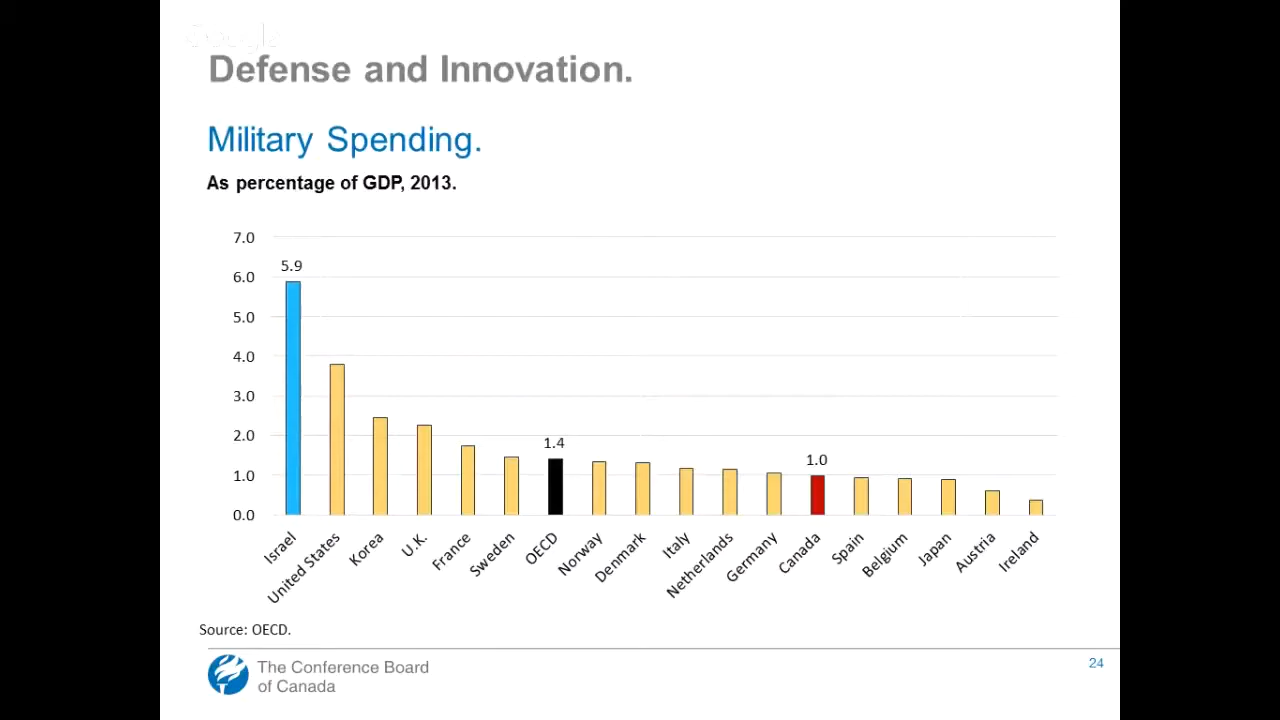 Google
Defense and Innovation.
Military Spending.
As percentage of GDP, 2013.
7.0
6.0
5.0
4.0
3.0
2.0
1.0
0.0
5.9
1.4
1.0
Israel
United States
Korea
U.K.
France
Sweden
OECD
Norway
Denmark
Italy
Netherlands
Germany
Canada
Spain
Belgium
Japan
Austria
Ireland
Source: OECD.
The Conference Board
of Canada
24